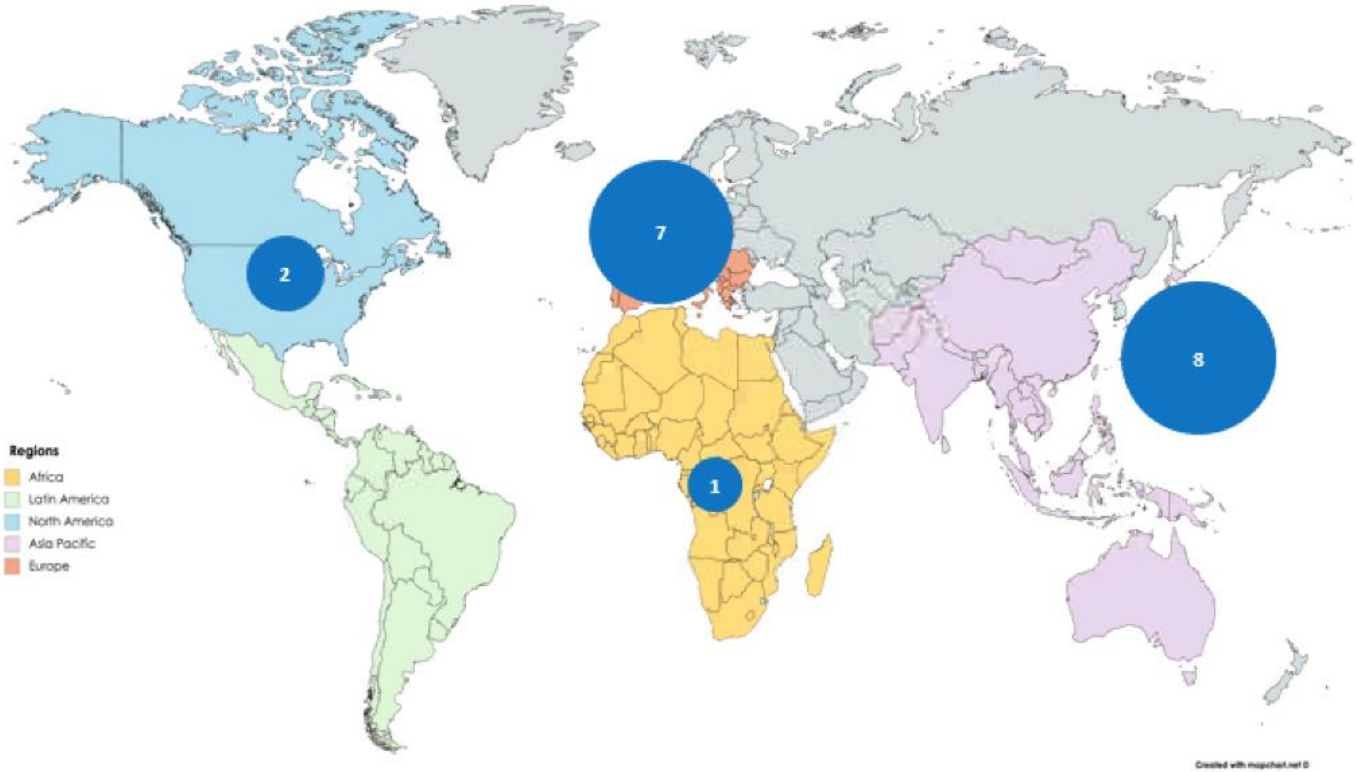 7
2
8
1
Regions
Africa
Latin America
North America
Asia Pacific
Europe
Created with mapchart.net ©